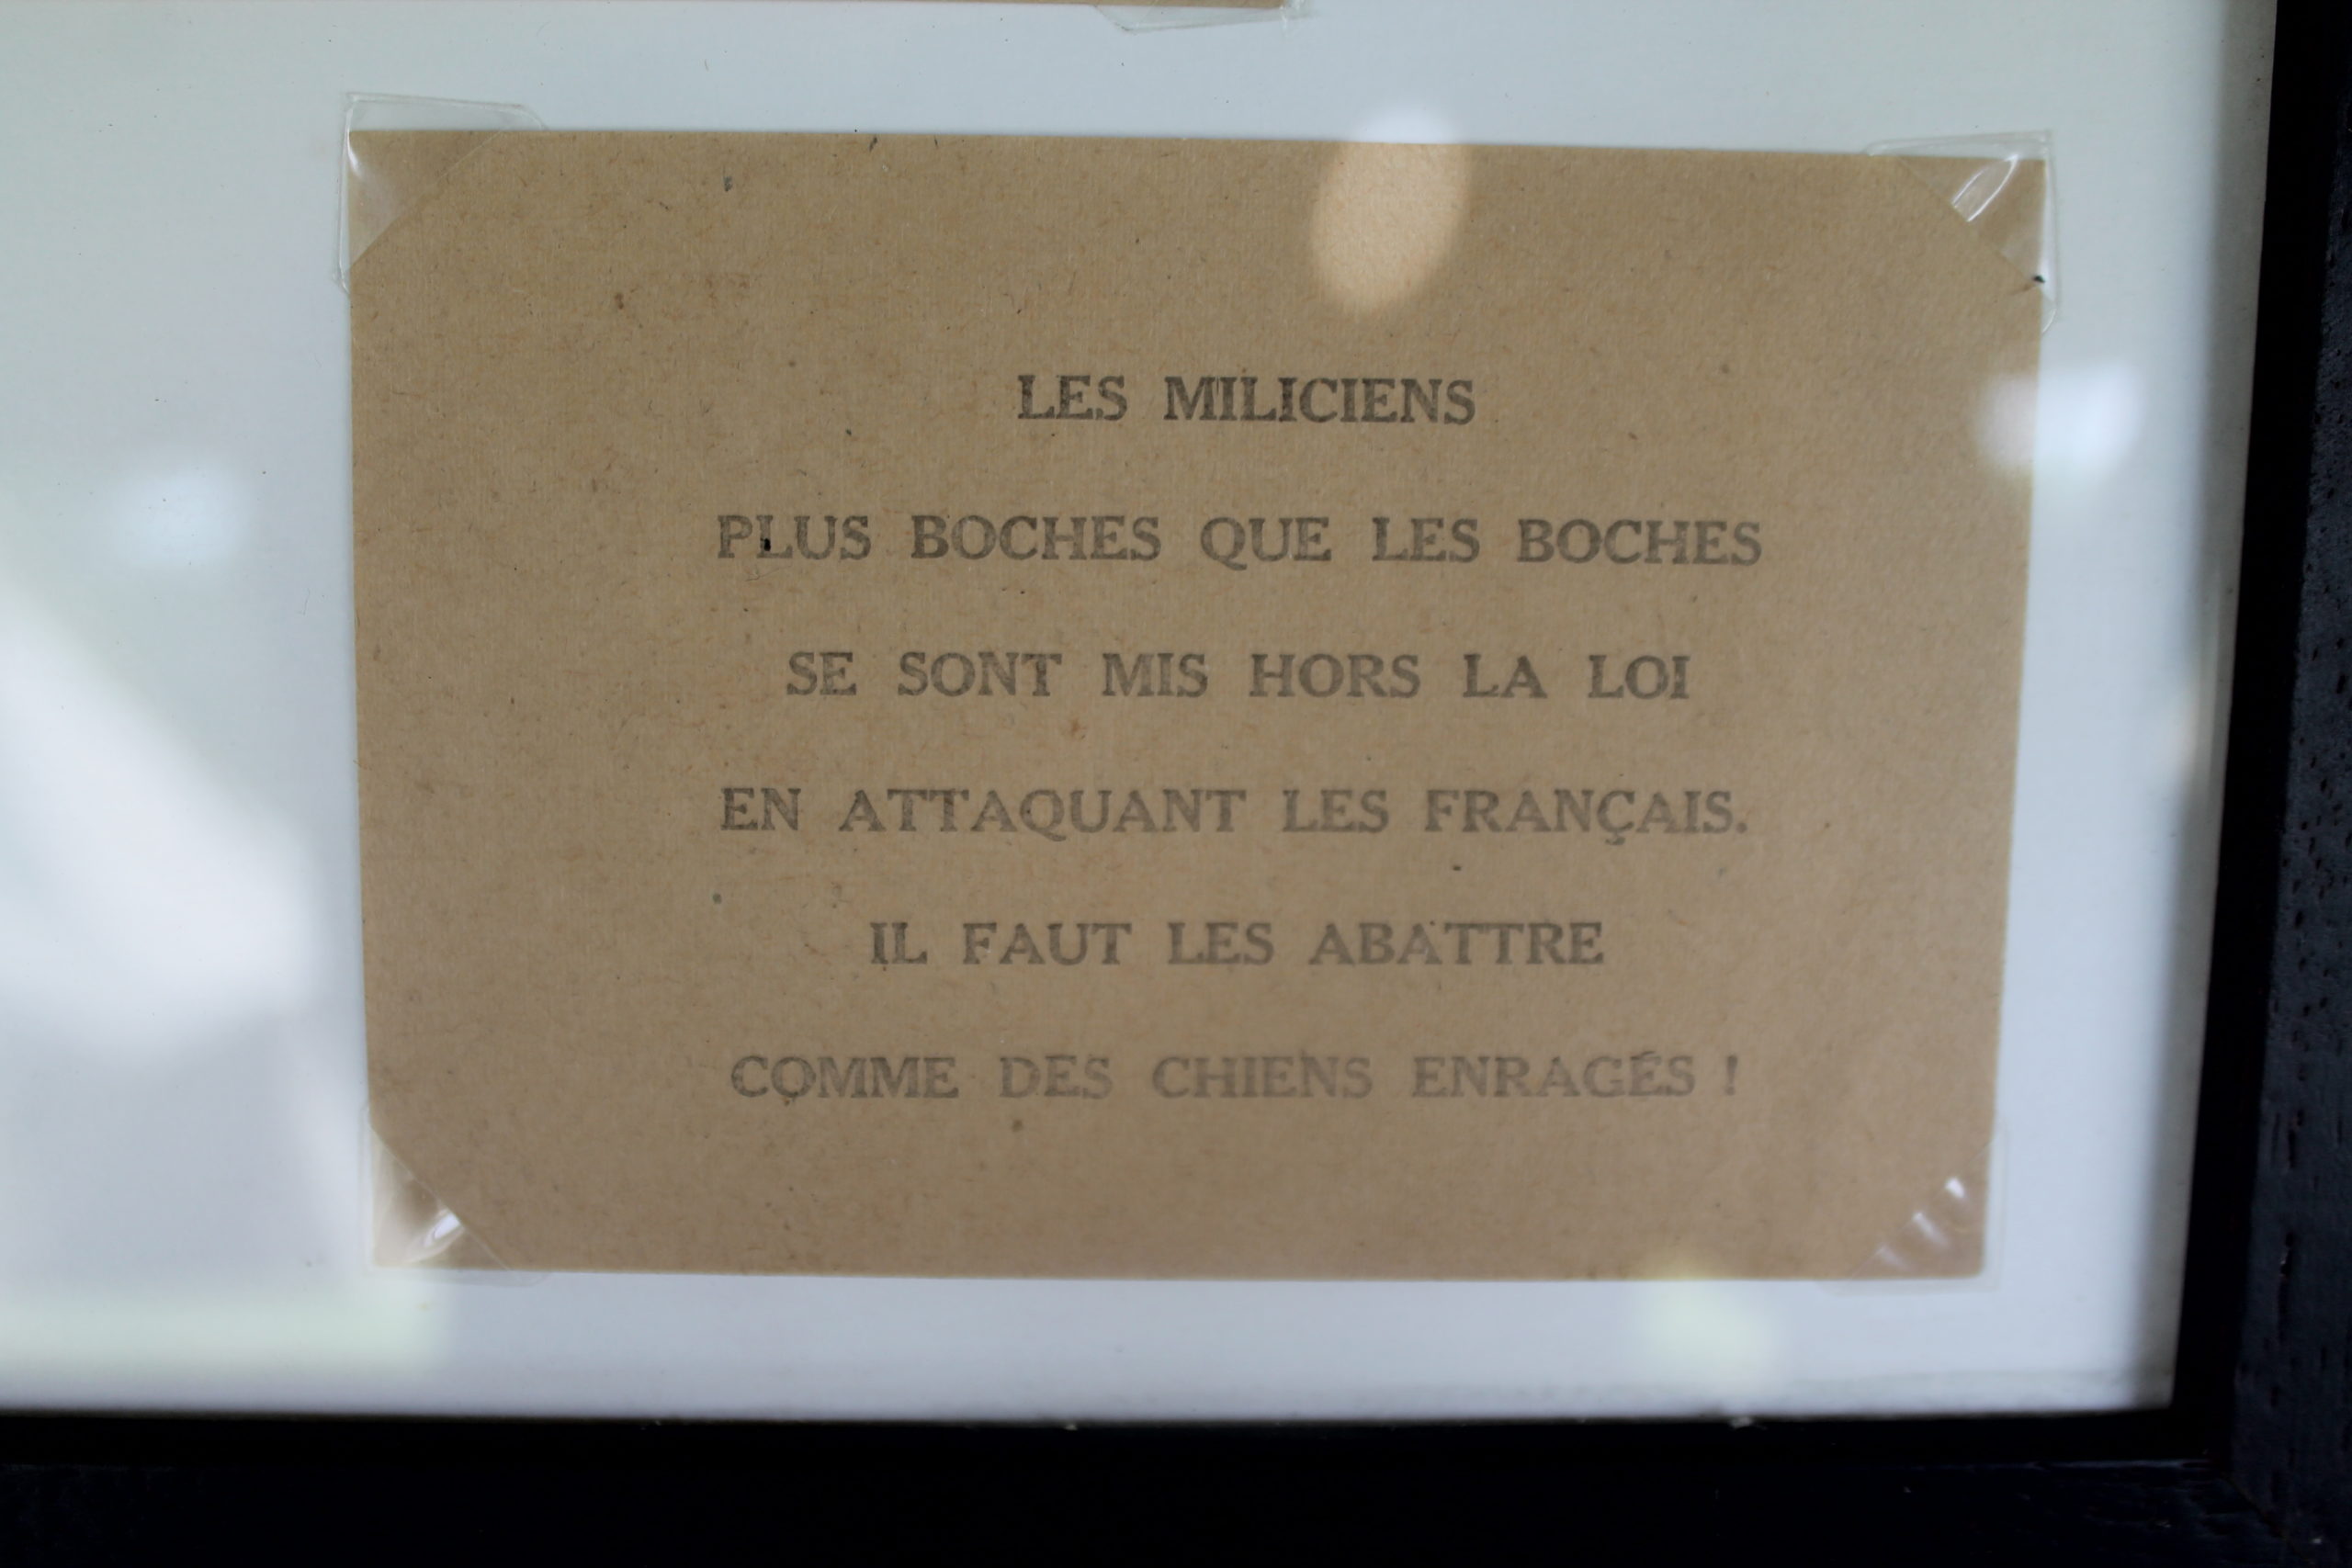 LES MILICIENS
PLUS BOCHES QUE LES BOCHES
SE SONT MIS HORS LA LOI
EN ATTAQUANT LES FRANÇAIS.
IL FAUT LES ABATTRE
COMME DES CHIENS ENRAGÉS !